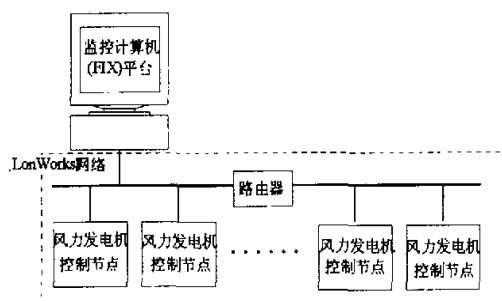 监控计算机
(FIX)平台
LonWorks网络
路由器
风力发电机
控制节点
风力发电机
控制节点
......
风力发电机
控制节点
风力发电机
控制节点